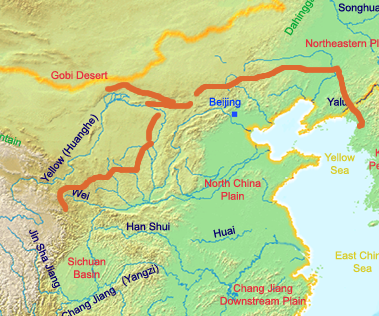 Songhua
Dahingga
Northeastern Pl
Gobi Desert
Beijing
Yalu
Yellow (Huanghe)
Yellow
Sea
Wei
North China
Plain
Han Shui
Huai
Jin Sha Jiang
Sichuan
Basin
East Chi
Sea
Chang Jiang (Yangzi)
Chang Jiang
Downstream Plain